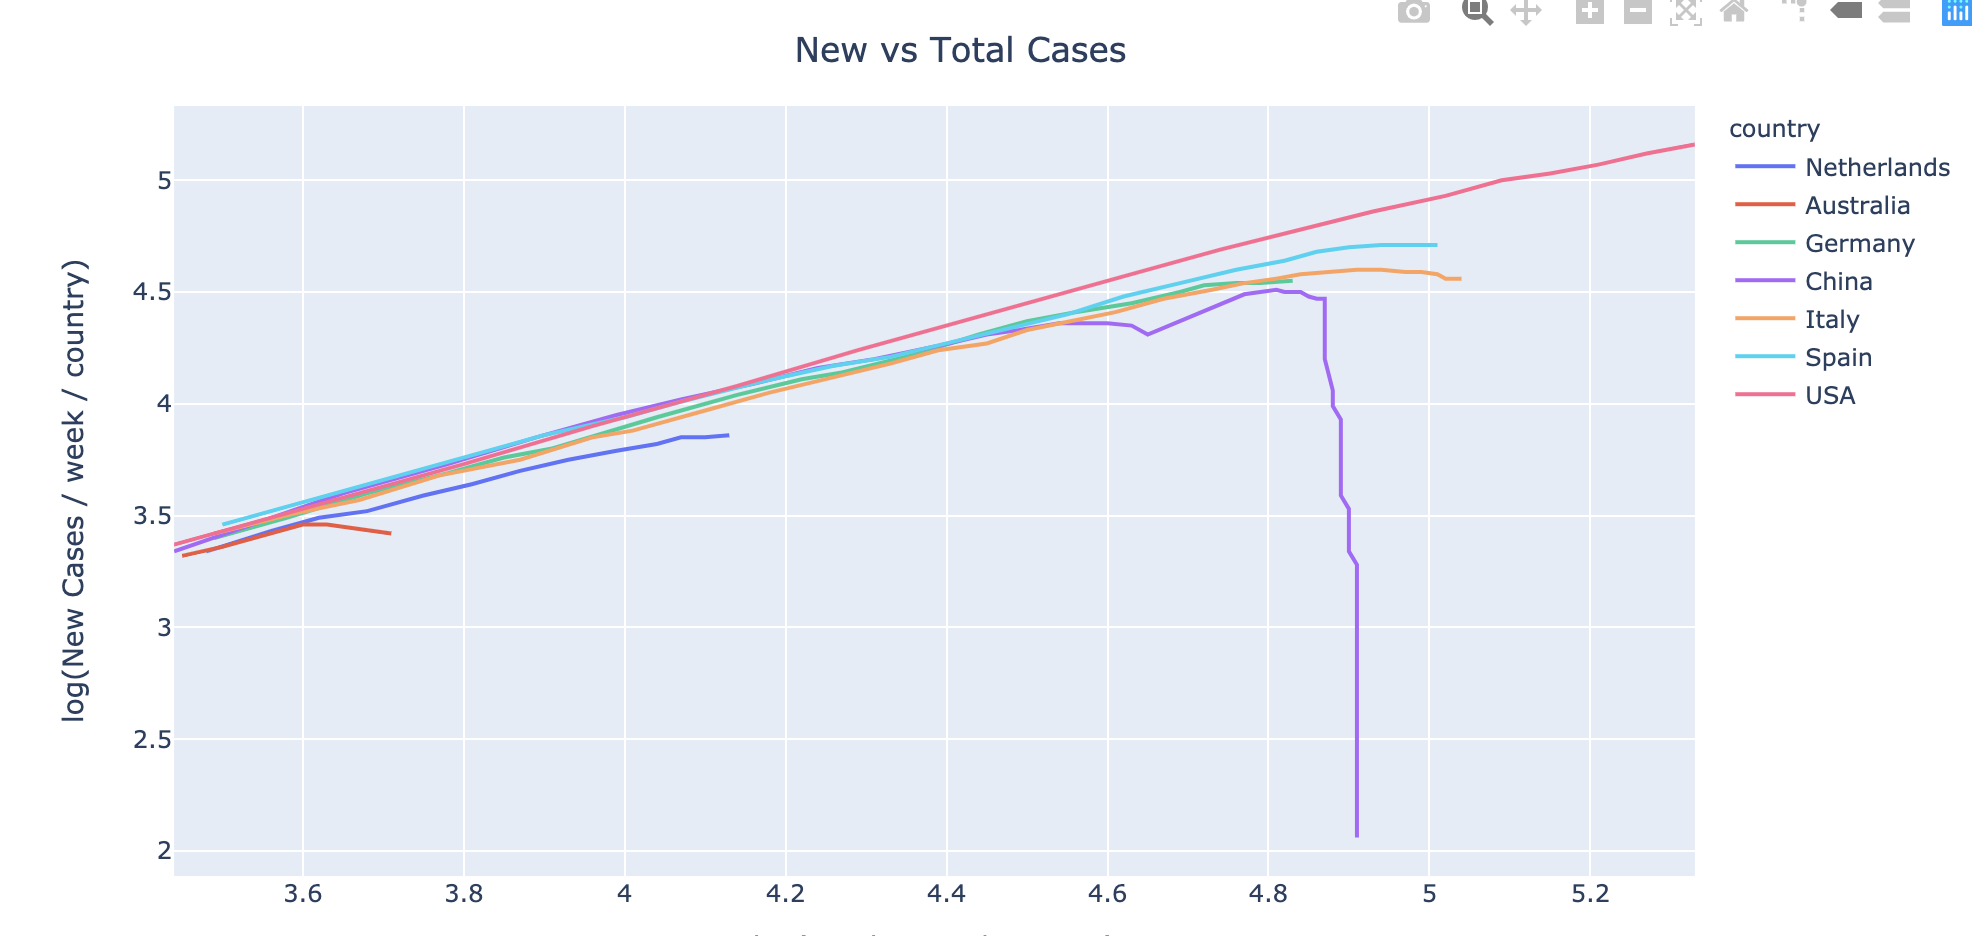 New vs Total Cases
country
Netherlands
Australia
Germany
China
Italy
Spain
USA
log(New Cases / week / country)
5
4.5
4
3.5
3
2.5
2
3.6
3.8
4
4.2
4.4
4.6
4.8
5
5.2